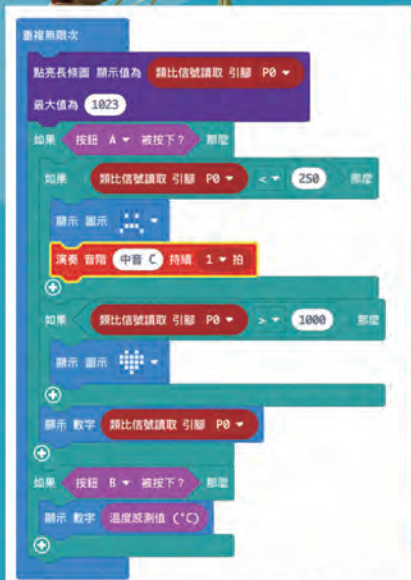 重複無限次
點亮長條圖 顯示值為 類比信號讀取 引腳 P0
最大值為 1023
如果 按鈕 A 被按下? 那麼
如果 類比信號讀取 引腳 P0 < 250 那麼
顯示 圖示
演奏 音階 中音 C 持續 1 拍
如果 類比信號讀取 引腳 P0 > 1000 那麼
顯示 圖示
顯示 數字 類比信號讀取 引腳 P0
如果 按鈕 B 被按下? 那麼
顯示 數字 溫度感測值 (°C)